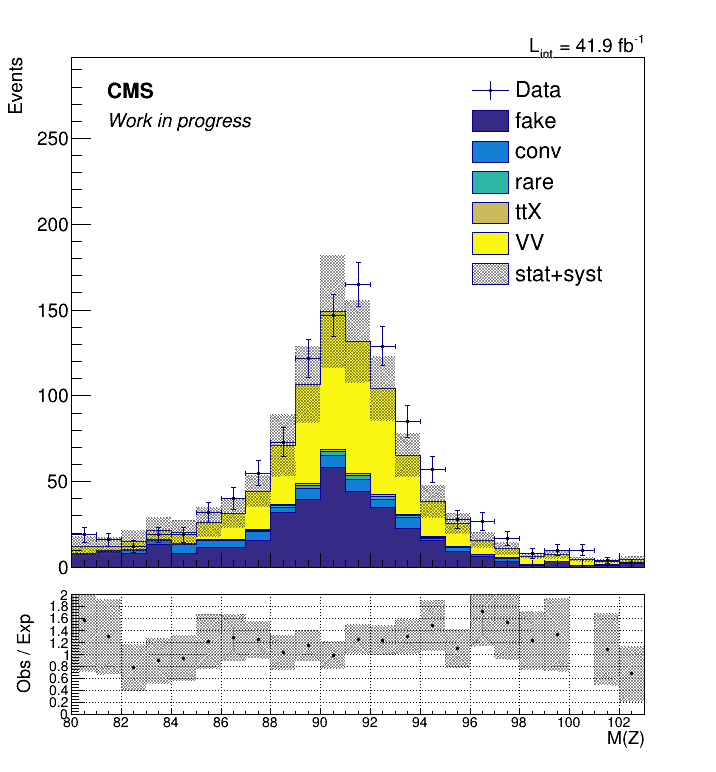 L_int = 41.9 fb^-1
Events
CMS
Work in progress
Data
fake
conv
rare
ttX
VV
stat+syst
250
200
150
100
50
0
Obs / Exp
2
1.8
1.6
1.4
1.2
1
0.8
0.6
0.4
0.2
0
80 82 84 86 88 90 92 94 96 98 100 102
M(Z)